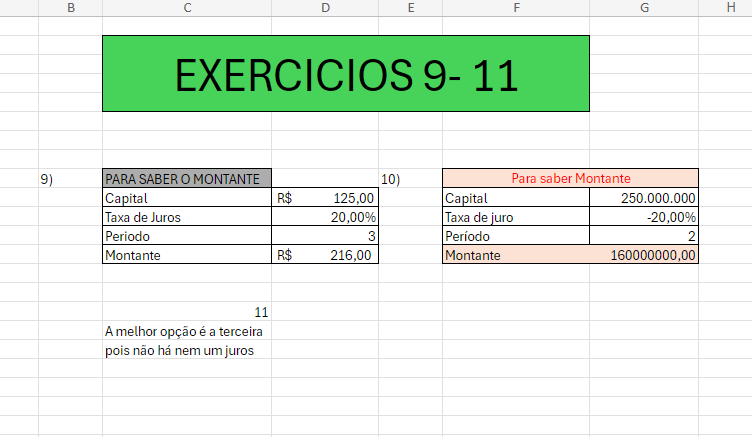 B C D E F G H
EXERCICIOS 9- 11
9) PARA SABER O MONTANTE
Capital R$ 125,00
Taxa de Juros 20,00%
Periodo 3
Montante R$ 216,00
10) Para saber Montante
Capital 250.000.000
Taxa de juro -20,00%
Período 2
Montante 160000000,00
11
A melhor opção é a terceira
pois não há nem um juros